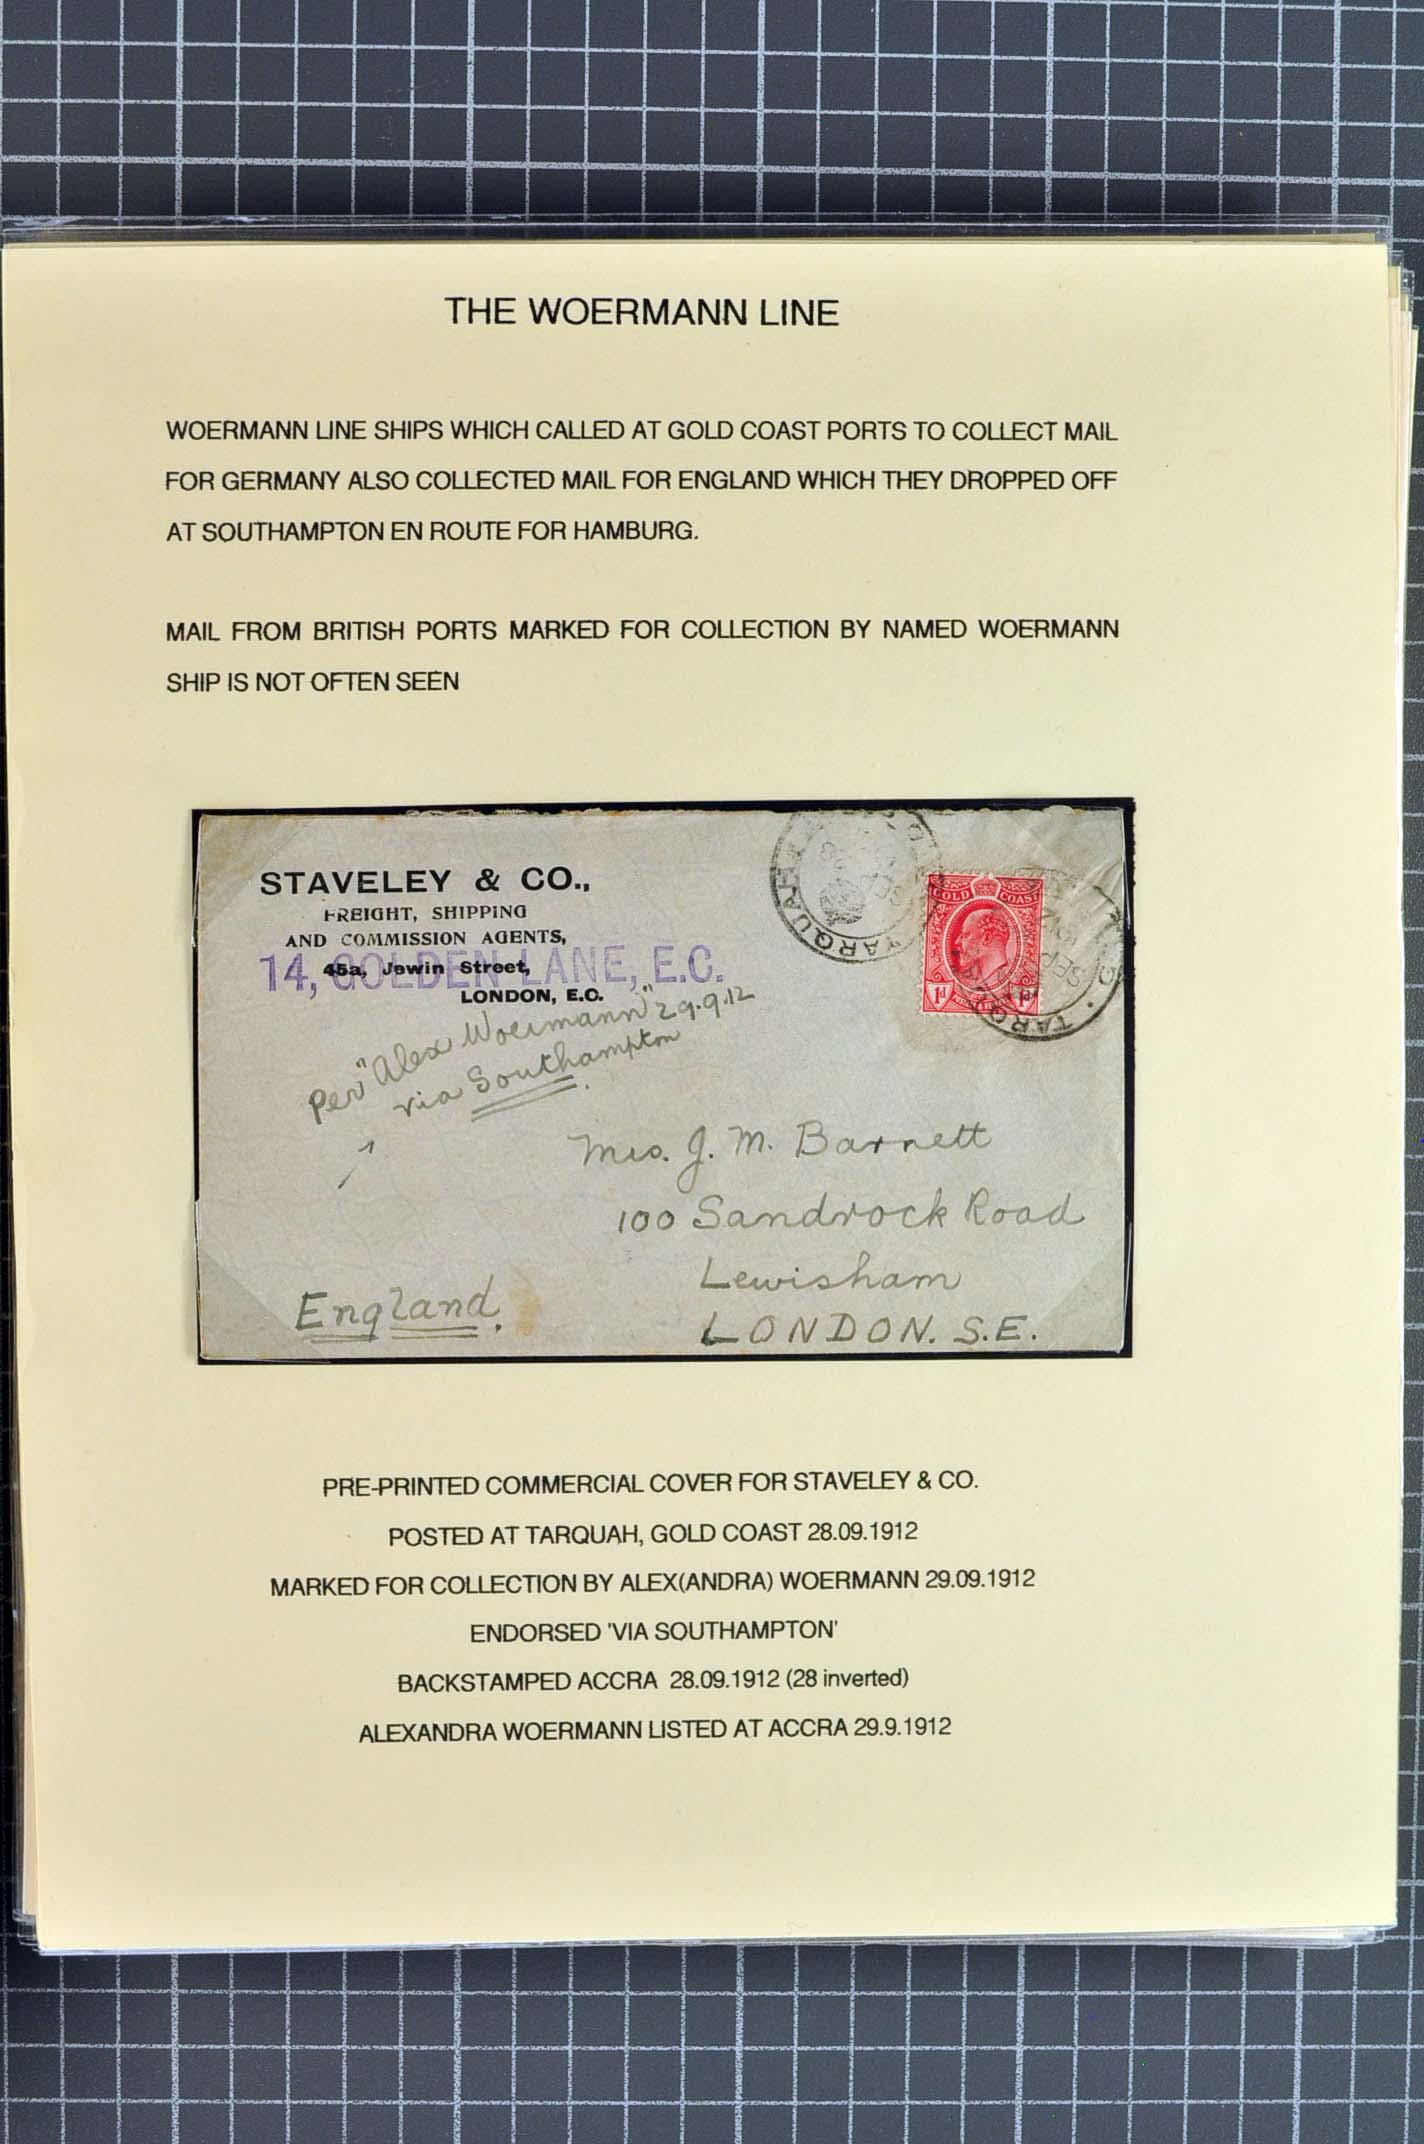 THE WOERMANN LINE
WOERMANN LINE SHIPS WHICH CALLED AT GOLD COAST PORTS TO COLLECT MAIL
FOR GERMANY ALSO COLLECTED MAIL FOR ENGLAND WHICH THEY DROPPED OFF
AT SOUTHAMPTON EN ROUTE FOR HAMBURG.
MAIL FROM BRITISH PORTS MARKED FOR COLLECTION BY NAMED WOERMANN
SHIP IS NOT OFTEN SEEN
STAVELEY & CO.,
FREIGHT, SHIPPING
AND COMMISSION AGENTS,
45a, Jewin Street,
14, GOLDEN LANE, E.C.
LONDON, E.C.
per "Alex Woermann" 29.9.12
via Southampton
TARQUAH
GOLD COAST
1d 1d
SEP
TARQUAH
Mrs. J. M. Barnett
100 Sandrock Road
Lewisham
LONDON. S.E.
England.
PRE-PRINTED COMMERCIAL COVER FOR STAVELEY & CO.
POSTED AT TARQUAH, GOLD COAST 28.09.1912
MARKED FOR COLLECTION BY ALEX(ANDRA) WOERMANN 29.09.1912
ENDORSED 'VIA SOUTHAMPTON'
BACKSTAMPED ACCRA 28.09.1912 (28 inverted)
ALEXANDRA WOERMANN LISTED AT ACCRA 29.9.1912